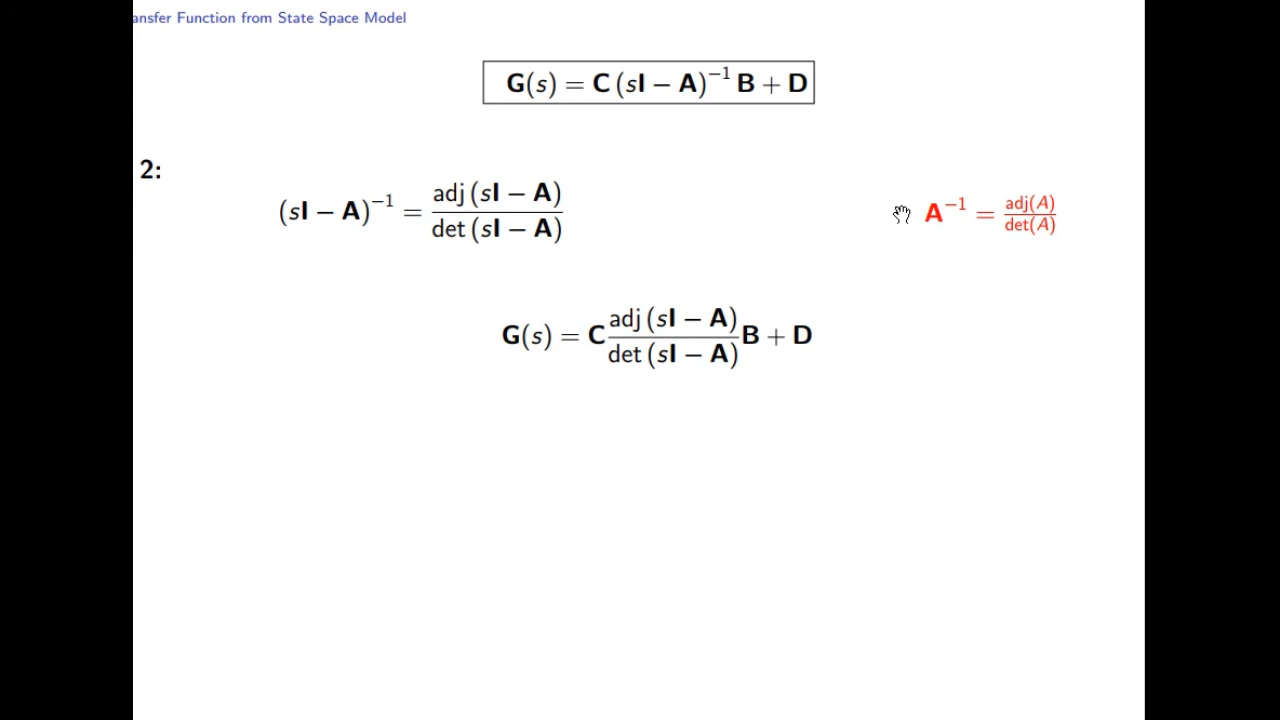 ansfer Function from State Space Model
G(s) = C (sI − A)⁻¹ B + D
2:
(sI − A)⁻¹ = adj (sI − A) / det (sI − A)
A⁻¹ = adj(A) / det(A)
G(s) = C adj (sI − A) / det (sI − A) B + D